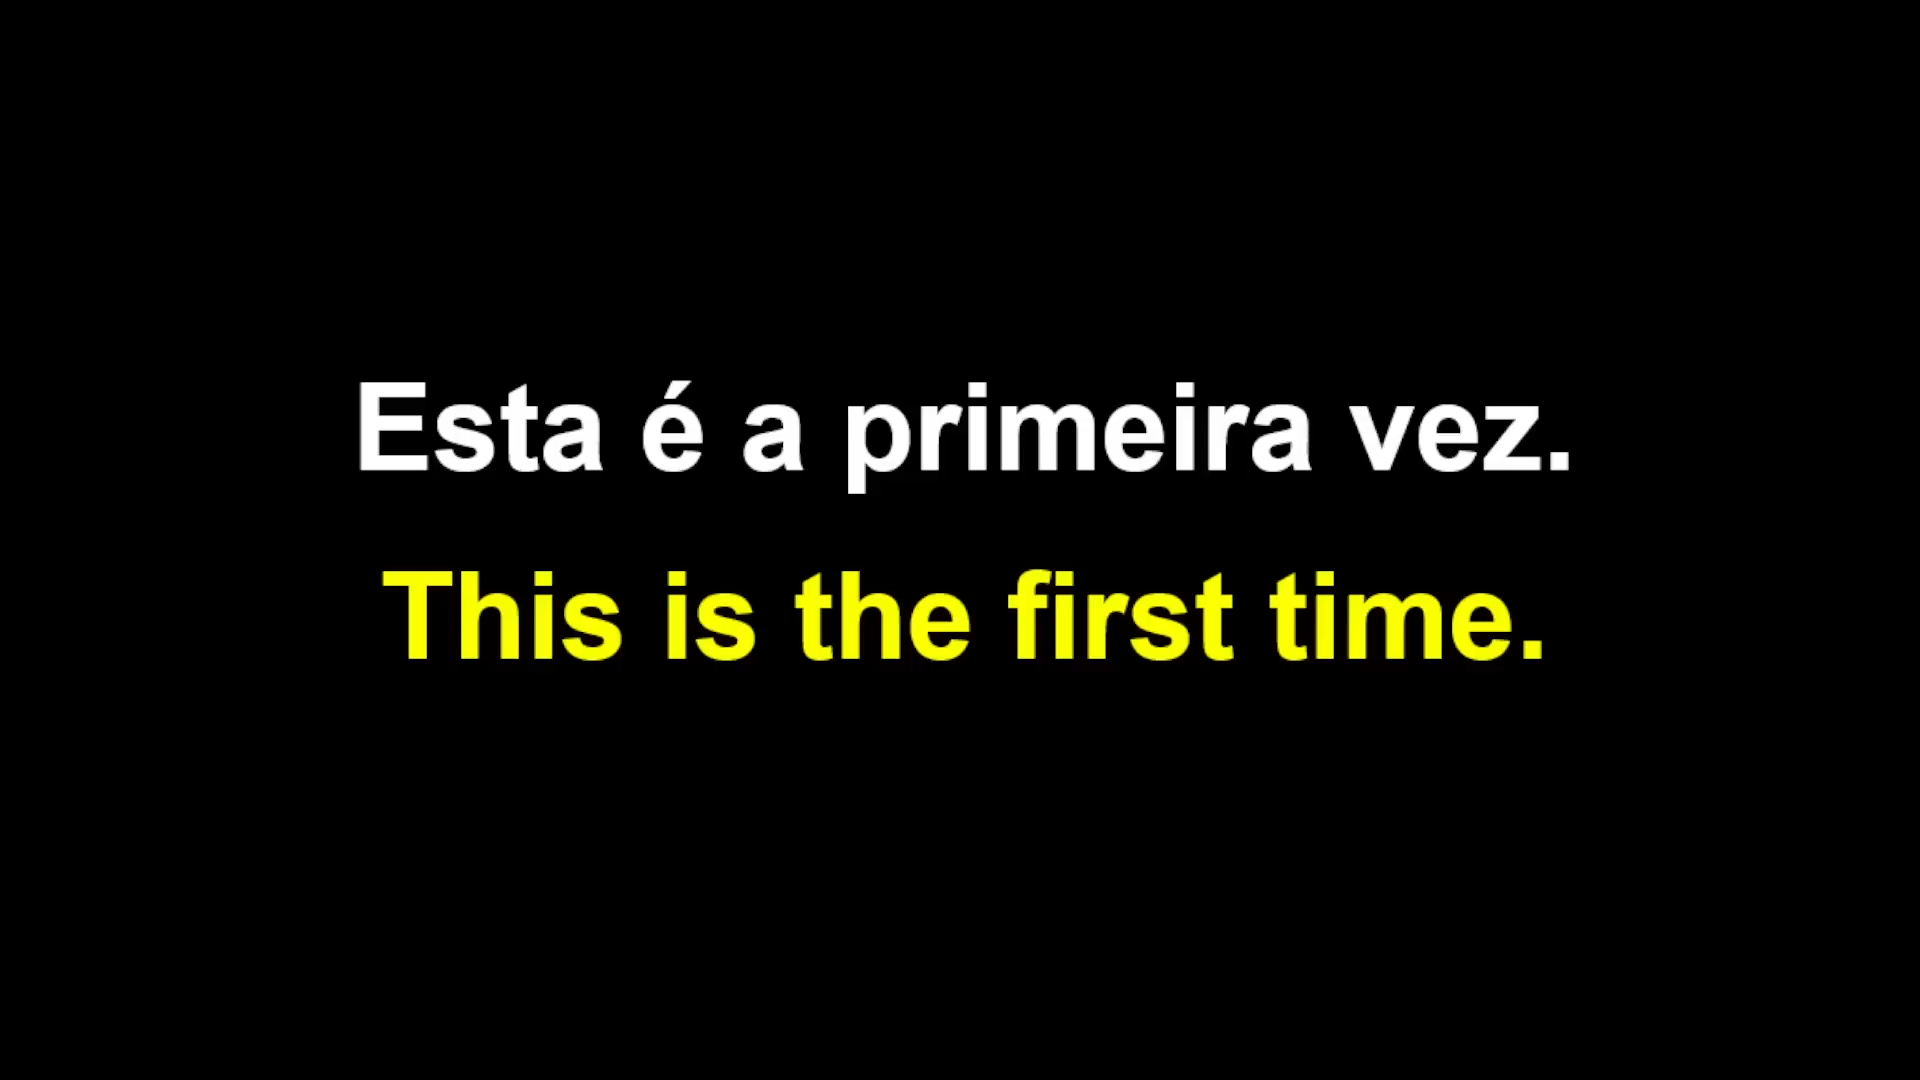 Esta é a primeira vez.
This is the first time.